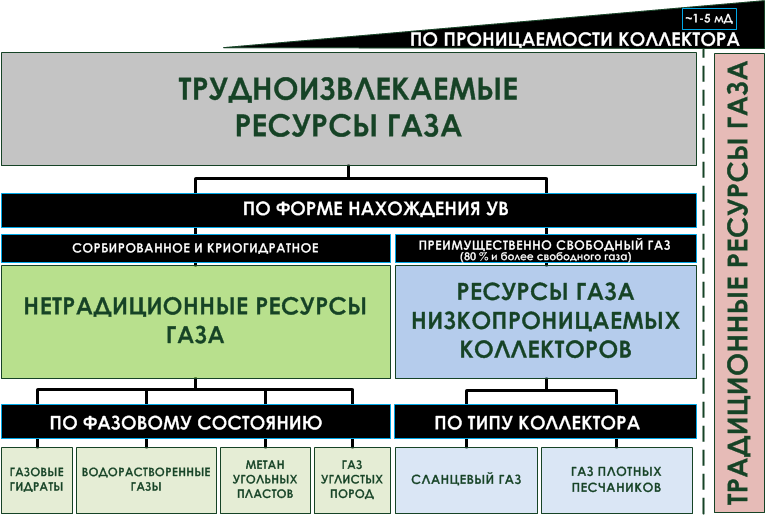 ~1-5 мД
ПО ПРОНИЦАЕМОСТИ КОЛЛЕКТОРА
ТРУДНОИЗВЛЕКАЕМЫЕ
РЕСУРСЫ ГАЗА
ПО ФОРМЕ НАХОЖДЕНИЯ УВ
СОРБИРОВАННОЕ И КРИОГИДРАТНОЕ
ПРЕИМУЩЕСТВЕННО СВОБОДНЫЙ ГАЗ
(80 % и более свободного газа)
НЕТРАДИЦИОННЫЕ РЕСУРСЫ
ГАЗА
РЕСУРСЫ ГАЗА
НИЗКОПРОНИЦАЕМЫХ
КОЛЛЕКТОРОВ
ПО ФАЗОВОМУ СОСТОЯНИЮ
ПО ТИПУ КОЛЛЕКТОРА
ГАЗОВЫЕ
ГИДРАТЫ
ВОДОРАСТВОРЕННЫЕ
ГАЗЫ
МЕТАН
УГОЛЬНЫХ
ПЛАСТОВ
ГАЗ
УГЛИСТЫХ
ПОРОД
СЛАНЦЕВЫЙ ГАЗ
ГАЗ ПЛОТНЫХ
ПЕСЧАНИКОВ
ТРАДИЦИОННЫЕ РЕСУРСЫ ГАЗА